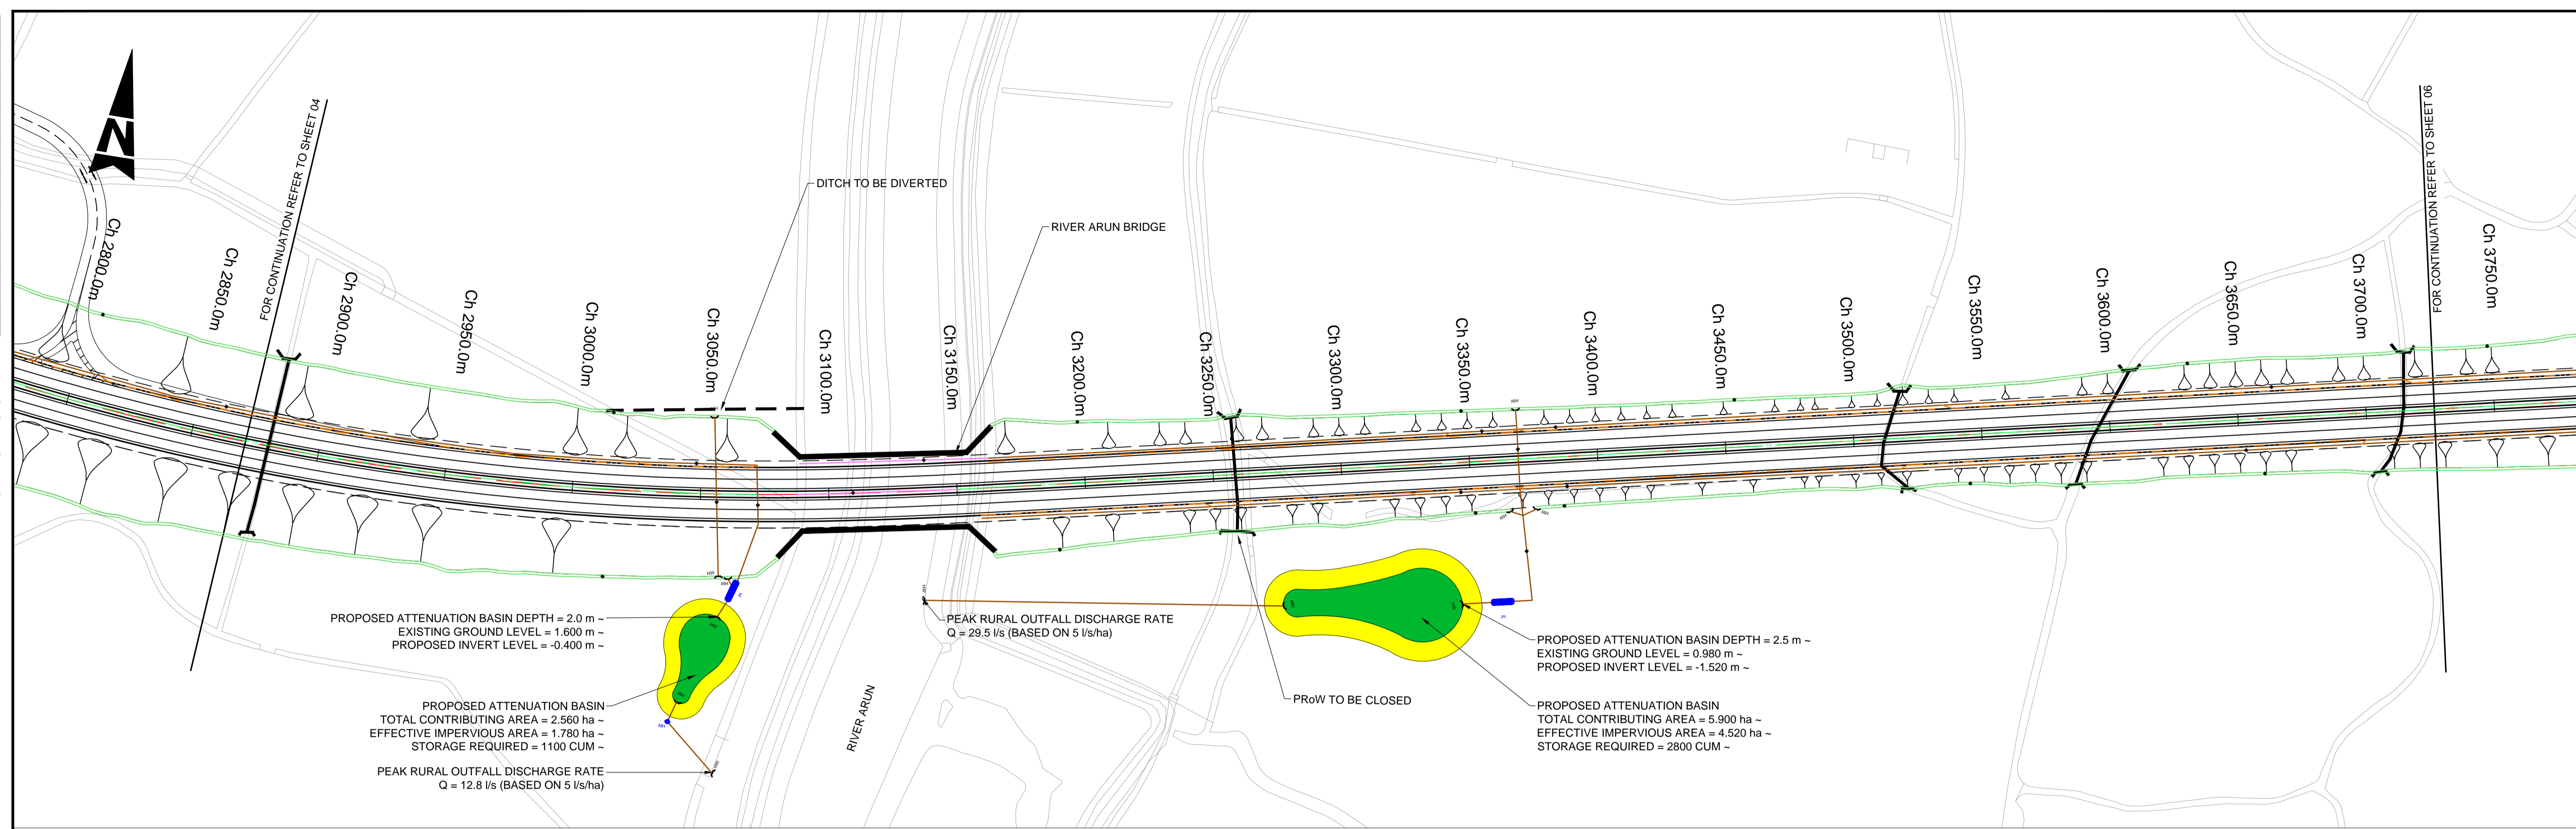 N
FOR CONTINUATION REFER TO SHEET 04
FOR CONTINUATION REFER TO SHEET 06
DITCH TO BE DIVERTED
RIVER ARUN BRIDGE
Ch 2800.0m
Ch 2850.0m
Ch 2900.0m
Ch 2950.0m
Ch 3000.0m
Ch 3050.0m
Ch 3100.0m
Ch 3150.0m
Ch 3200.0m
Ch 3250.0m
Ch 3300.0m
Ch 3350.0m
Ch 3400.0m
Ch 3450.0m
Ch 3500.0m
Ch 3550.0m
Ch 3600.0m
Ch 3650.0m
Ch 3700.0m
Ch 3750.0m
HW
HW
HW
HW
HW
HW
HW
PROPOSED ATTENUATION BASIN DEPTH = 2.0 m ~
EXISTING GROUND LEVEL = 1.600 m ~
PROPOSED INVERT LEVEL = -0.400 m ~
PROPOSED ATTENUATION BASIN
TOTAL CONTRIBUTING AREA = 2.560 ha ~
EFFECTIVE IMPERVIOUS AREA = 1.780 ha ~
STORAGE REQUIRED = 1100 CUM ~
PEAK RURAL OUTFALL DISCHARGE RATE
Q = 12.8 l/s (BASED ON 5 l/s/ha)
HW
RIVER ARUN
PEAK RURAL OUTFALL DISCHARGE RATE
Q = 29.5 l/s (BASED ON 5 l/s/ha)
PRoW TO BE CLOSED
PROPOSED ATTENUATION BASIN DEPTH = 2.5 m ~
EXISTING GROUND LEVEL = 0.980 m ~
PROPOSED INVERT LEVEL = -1.520 m ~
PROPOSED ATTENUATION BASIN
TOTAL CONTRIBUTING AREA = 5.900 ha ~
EFFECTIVE IMPERVIOUS AREA = 4.520 ha ~
STORAGE REQUIRED = 2800 CUM ~